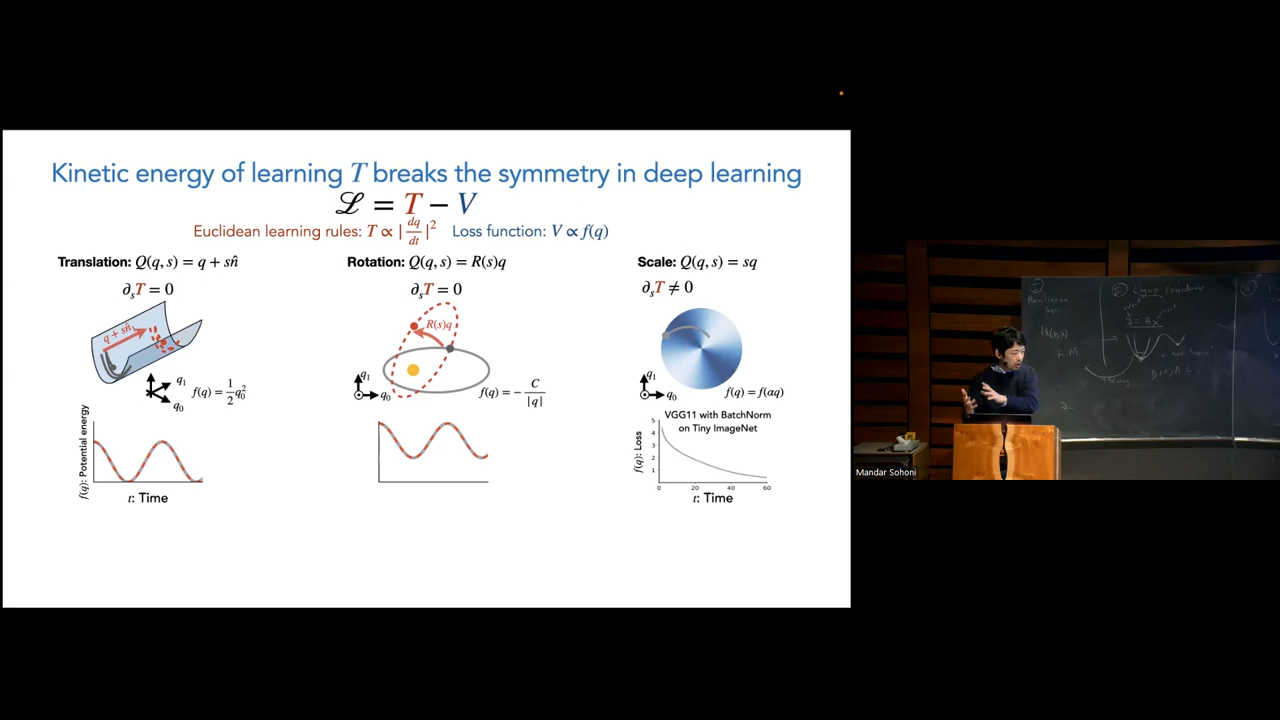 Kinetic energy of learning T breaks the symmetry in deep learning
ℒ = T − V
Euclidean learning rules: T ∝ |dq/dt|² Loss function: V ∝ f(q)
Translation: Q(q, s) = q + sn̂
∂ₛT = 0
q + sn̂
q₁
q₀
f(q) = 1/2 q₀²
f(q): Potential energy
t: Time
Rotation: Q(q, s) = R(s)q
∂ₛT = 0
R(s)q
q₁
q₀
f(q) = − C/|q|
Scale: Q(q, s) = sq
∂ₛT ≠ 0
q₁
q₀
f(q) = f(αq)
VGG11 with BatchNorm
on Tiny ImageNet
f(q): Loss
5
4
3
2
1
0 20 40 60
t: Time
Mandar Sohoni